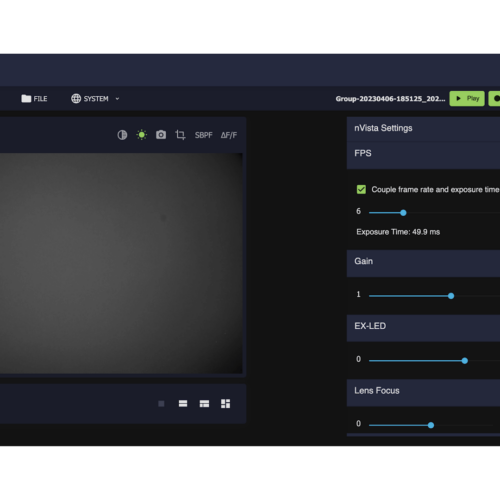 FILE
SYSTEM
Group-20230406-185125_202...
Play
SBPF
ΔF/F
nVista Settings
FPS
Couple frame rate and exposure time
6
Exposure Time: 49.9 ms
Gain
1
EX-LED
0
Lens Focus
0